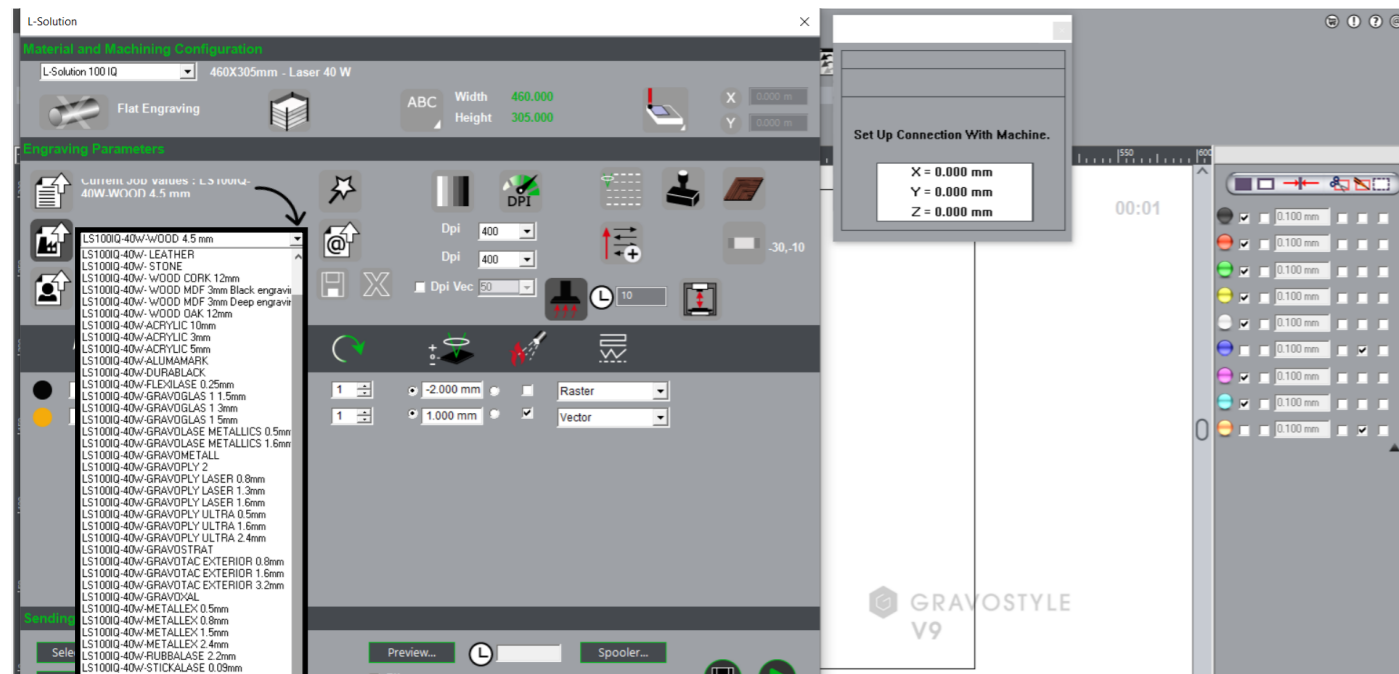 L-Solution
Material and Machining Configuration
L-Solution 100 IQ
460X305mm - Laser 40 W
Flat Engraving
ABC
Width 460.000
Height 305.000
X 0.000 m
Y 0.000 m
Engraving Parameters
Current Job Values : LS100IQ-
40W-WOOD 4.5 mm
DPI
Dpi 400
Dpi 400
Dpi Vec 50
10
-30,-10
LS100IQ-40W-WOOD 4.5 mm
LS100IQ-40W- LEATHER
LS100IQ-40W- STONE
LS100IQ-40W- WOOD CORK 12mm
LS100IQ-40W- WOOD MDF 3mm Black engravi
LS100IQ-40W- WOOD MDF 3mm Deep engravin
LS100IQ-40W- WOOD OAK 12mm
LS100IQ-40W-ACRYLIC 10mm
LS100IQ-40W-ACRYLIC 3mm
LS100IQ-40W-ACRYLIC 5mm
LS100IQ-40W-ALUMAMARK
LS100IQ-40W-DURABLACK
LS100IQ-40W-FLEXILASE 0.25mm
LS100IQ-40W-GRAVOGLAS 1 1.5mm
LS100IQ-40W-GRAVOGLAS 1 3mm
LS100IQ-40W-GRAVOGLAS 1 5mm
LS100IQ-40W-GRAVOLASE METALLICS 0.5mm
LS100IQ-40W-GRAVOLASE METALLICS 1.6mm
LS100IQ-40W-GRAVOMETALL
LS100IQ-40W-GRAVOPLY 2
LS100IQ-40W-GRAVOPLY LASER 0.8mm
LS100IQ-40W-GRAVOPLY LASER 1.3mm
LS100IQ-40W-GRAVOPLY LASER 1.6mm
LS100IQ-40W-GRAVOPLY ULTRA 0.5mm
LS100IQ-40W-GRAVOPLY ULTRA 1.6mm
LS100IQ-40W-GRAVOPLY ULTRA 2.4mm
LS100IQ-40W-GRAVOSTRAT
LS100IQ-40W-GRAVOTAC EXTERIOR 0.8mm
LS100IQ-40W-GRAVOTAC EXTERIOR 1.6mm
LS100IQ-40W-GRAVOTAC EXTERIOR 3.2mm
LS100IQ-40W-GRAVOXAL
LS100IQ-40W-METALLEX 0.5mm
LS100IQ-40W-METALLEX 0.8mm
LS100IQ-40W-METALLEX 1.5mm
LS100IQ-40W-METALLEX 2.4mm
LS100IQ-40W-RUBBALASE 2.2mm
LS100IQ-40W-STICKALASE 0.09mm
1 -2.000 mm Raster
1 1.000 mm Vector
Sending
Sele
Preview...
Spooler...
Set Up Connection With Machine.
X = 0.000 mm
Y = 0.000 mm
Z = 0.000 mm
550
600
00:01
0.100 mm
0.100 mm
0.100 mm
0.100 mm
0.100 mm
0.100 mm
0.100 mm
0.100 mm
0.100 mm
GRAVOSTYLE
V9